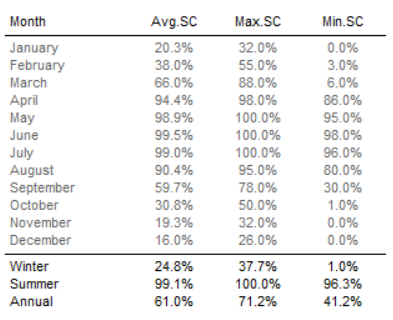 Month Avg.SC Max.SC Min.SC
January 20.3% 32.0% 0.0%
February 38.0% 55.0% 3.0%
March 66.0% 88.0% 6.0%
April 94.4% 98.0% 86.0%
May 98.9% 100.0% 95.0%
June 99.5% 100.0% 98.0%
July 99.0% 100.0% 96.0%
August 90.4% 95.0% 80.0%
September 59.7% 78.0% 30.0%
October 30.8% 50.0% 1.0%
November 19.3% 32.0% 0.0%
December 16.0% 26.0% 0.0%
Winter 24.8% 37.7% 1.0%
Summer 99.1% 100.0% 96.3%
Annual 61.0% 71.2% 41.2%